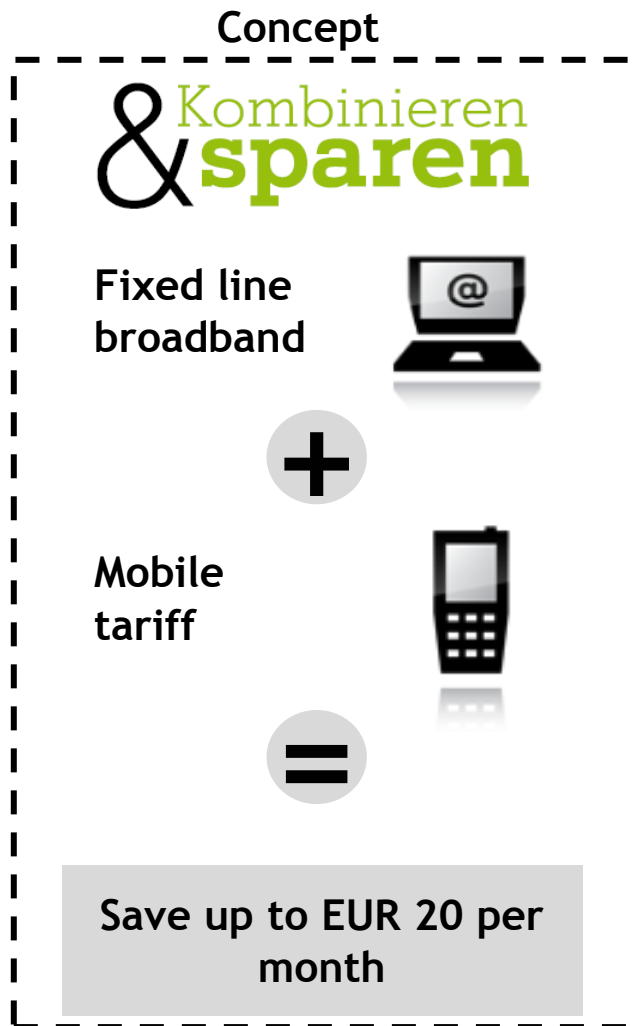 Concept
Kombinieren
& sparen
Fixed line
broadband
@
+
Mobile
tariff
=
Save up to EUR 20 per
month